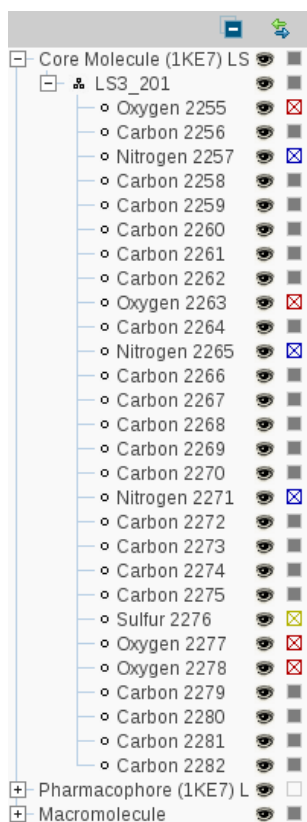 Core Molecule (1KE7) LS
LS3_201
Oxygen 2255
Carbon 2256
Nitrogen 2257
Carbon 2258
Carbon 2259
Carbon 2260
Carbon 2261
Carbon 2262
Oxygen 2263
Carbon 2264
Nitrogen 2265
Carbon 2266
Carbon 2267
Carbon 2268
Carbon 2269
Carbon 2270
Nitrogen 2271
Carbon 2272
Carbon 2273
Carbon 2274
Carbon 2275
Sulfur 2276
Oxygen 2277
Oxygen 2278
Carbon 2279
Carbon 2280
Carbon 2281
Carbon 2282
Pharmacophore (1KE7) L
Macromolecule